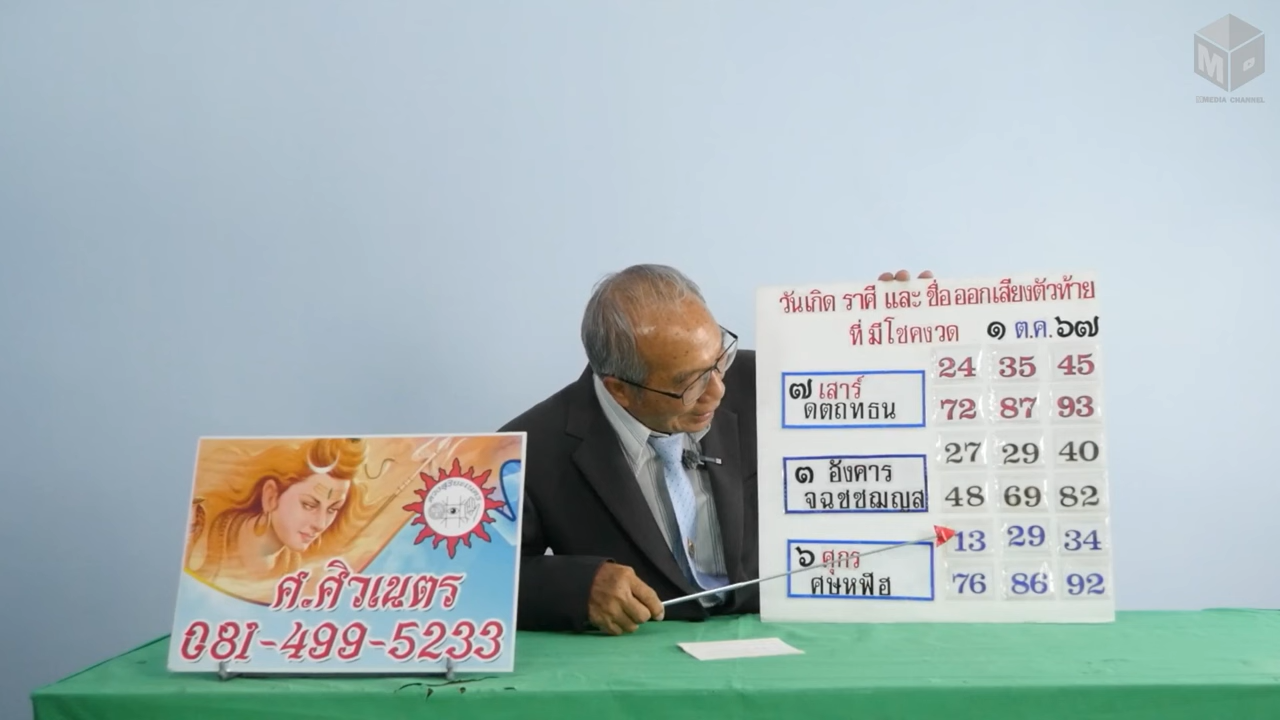 MEDIA CHANNEL
วันเกิด ราศี และ ชื่อออกเสียงตัวท้าย
ที่มีโชคงวด ๑ ต.ค. ๖๗
๗ เสาร์
ดตถทธน
24 35 45
72 87 93
๓ อังคาร
จฉชซฌญส
27 29 40
48 69 82
๖ ศุกร
ศษหฬฮ
13 29 34
76 86 92
ศ.ศิวเนตร
081-499-5233